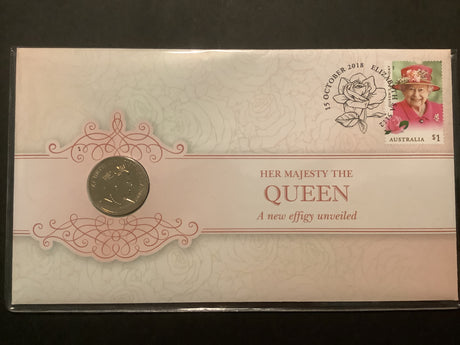 15 OCTOBER 2018
$1
AUSTRALIA
HER MAJESTY THE
QUEEN
A new effigy unveiled